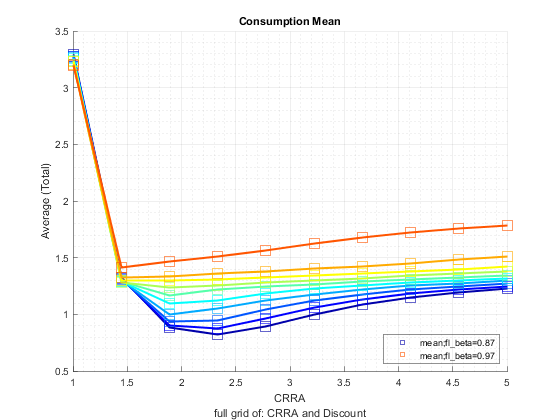 Consumption Mean
3.5
3
2.5
2
1.5
1
0.5
Average (Total)
1 1.5 2 2.5 3 3.5 4 4.5 5
CRRA
full grid of: CRRA and Discount
mean;fl_beta=0.87
mean;fl_beta=0.97